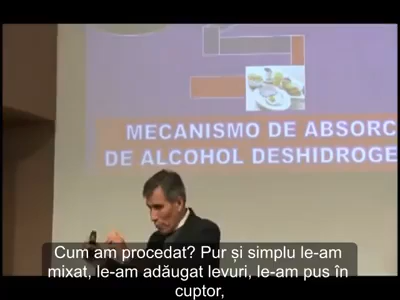 MECANISMO DE ABSORC
DE ALCOHOL DESHIDROGE
Cum am procedat? Pur și simplu le-am
mixat, le-am adăugat levuri, le-am pus în
cuptor,